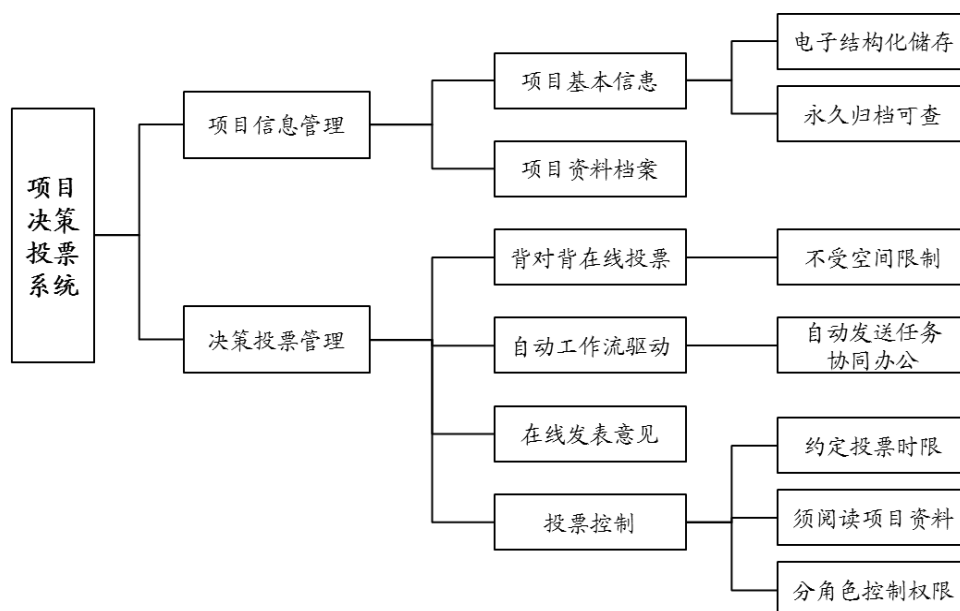 项目
决策
投票
系统
项目信息管理
项目基本信息
电子结构化储存
永久归档可查
项目资料档案
决策投票管理
背对背在线投票
不受空间限制
自动工作流驱动
自动发送任务
协同办公
在线发表意见
投票控制
约定投票时限
须阅读项目资料
分角色控制权限